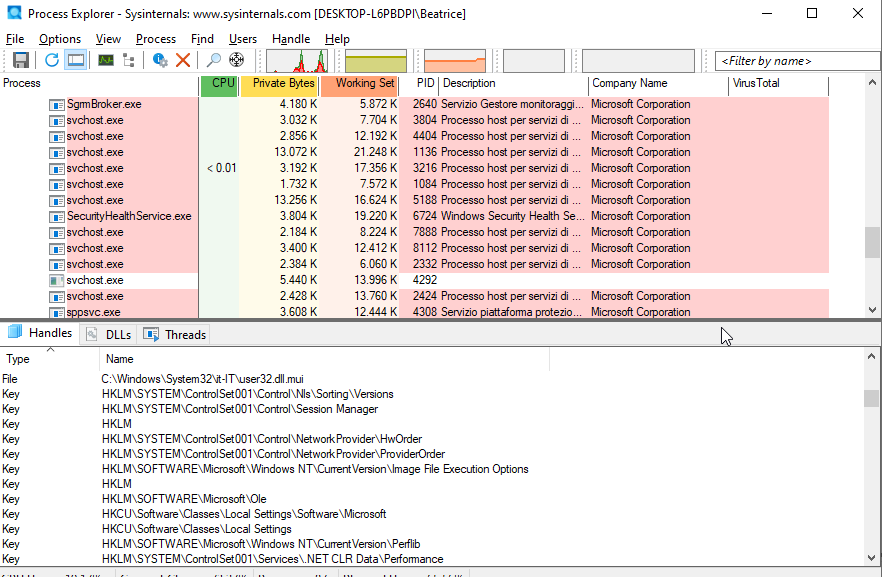 Process Explorer - Sysinternals: www.sysinternals.com [DESKTOP-L6PBDPI\Beatrice]
File Options View Process Find Users Handle Help
<Filter by name>
Process CPU Private Bytes Working Set PID Description Company Name VirusTotal
SgrmBroker.exe 4.180 K 5.872 K 2640 Servizio Gestore monitoraggi... Microsoft Corporation
svchost.exe 3.032 K 7.704 K 3804 Processo host per servizi di ... Microsoft Corporation
svchost.exe 2.856 K 12.192 K 4404 Processo host per servizi di ... Microsoft Corporation
svchost.exe 13.072 K 21.248 K 1136 Processo host per servizi di ... Microsoft Corporation
svchost.exe < 0.01 3.192 K 17.356 K 3216 Processo host per servizi di ... Microsoft Corporation
svchost.exe 1.732 K 7.572 K 1084 Processo host per servizi di ... Microsoft Corporation
svchost.exe 13.256 K 16.624 K 5188 Processo host per servizi di ... Microsoft Corporation
SecurityHealthService.exe 3.804 K 19.220 K 6724 Windows Security Health Se... Microsoft Corporation
svchost.exe 2.184 K 8.224 K 7888 Processo host per servizi di ... Microsoft Corporation
svchost.exe 3.400 K 12.412 K 8112 Processo host per servizi di ... Microsoft Corporation
svchost.exe 2.384 K 6.060 K 2332 Processo host per servizi di ... Microsoft Corporation
svchost.exe 5.440 K 13.996 K 4292
svchost.exe 2.428 K 13.760 K 2424 Processo host per servizi di ... Microsoft Corporation
sppsvc.exe 3.608 K 12.444 K 4308 Servizio piattaforma protezio... Microsoft Corporation
Handles DLLs Threads
Type Name
File C:\Windows\System32\it-IT\user32.dll.mui
Key HKLM\SYSTEM\ControlSet001\Control\Nls\Sorting\Versions
Key HKLM\SYSTEM\ControlSet001\Control\Session Manager
Key HKLM
Key HKLM\SYSTEM\ControlSet001\Control\NetworkProvider\HwOrder
Key HKLM\SYSTEM\ControlSet001\Control\NetworkProvider\ProviderOrder
Key HKLM\SOFTWARE\Microsoft\Windows NT\CurrentVersion\Image File Execution Options
Key HKLM
Key HKLM\SOFTWARE\Microsoft\Ole
Key HKCU\Software\Classes\Local Settings\Software\Microsoft
Key HKCU\Software\Classes\Local Settings
Key HKLM\SOFTWARE\Microsoft\Windows NT\CurrentVersion\Perflib
Key HKLM\SYSTEM\ControlSet001\Services\.NET CLR Data\Performance